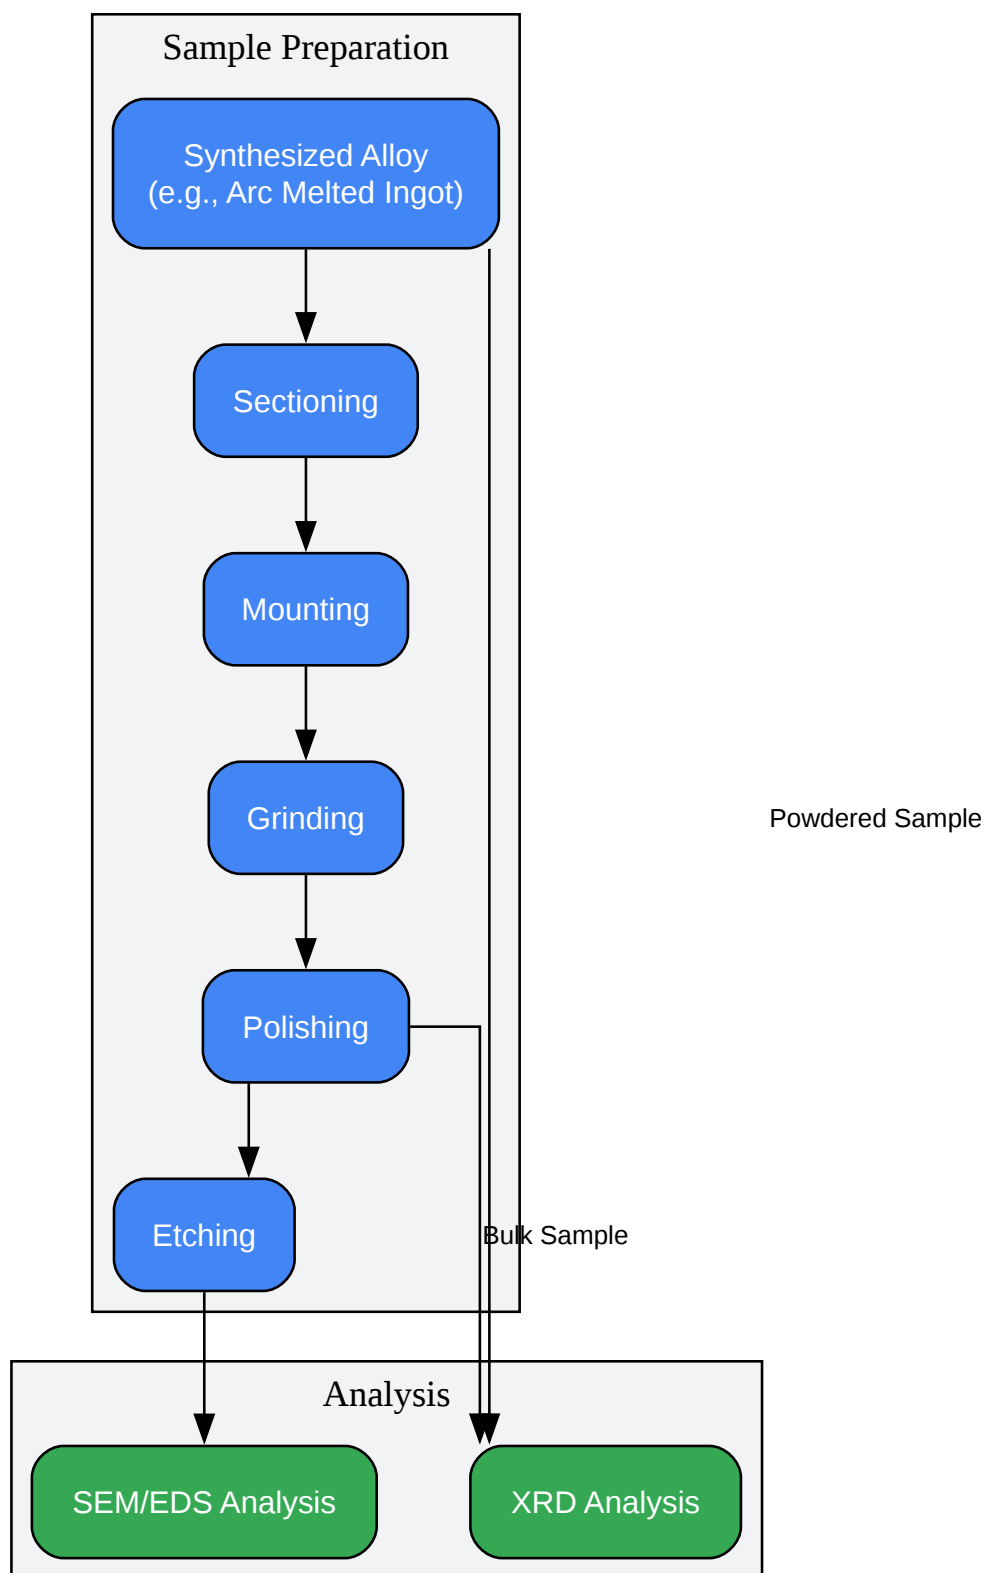 Sample Preparation
Synthesized Alloy
(e.g., Arc Melted Ingot)
Sectioning
Mounting
Grinding
Powdered Sample
Polishing
Etching
Bulk Sample
Analysis
SEM/EDS Analysis
XRD Analysis